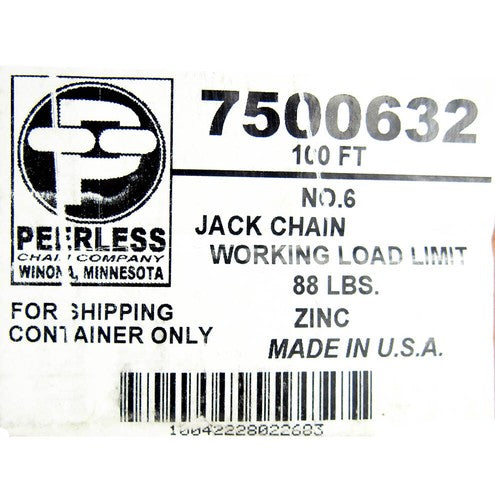 7500632
100 FT
NO.6
JACK CHAIN
WORKING LOAD LIMIT
88 LBS.
ZINC
MADE IN U.S.A.
P
PEERLESS
CHAIN COMPANY
WINONA, MINNESOTA
FOR SHIPPING
CONTAINER ONLY
10042228022683